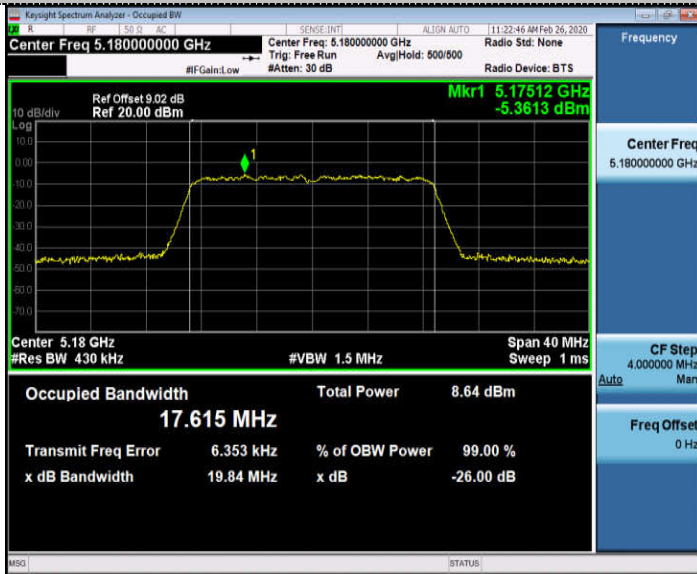 Keysight Spectrum Analyzer - Occupied BW
R RF 50 Ω AC SENSE:INT ALIGN AUTO 11:22:46 AM Feb 26, 2020
Center Freq 5.180000000 GHz
Center Freq: 5.180000000 GHz
Radio Std: None
Trig: Free Run Avg|Hold: 500/500
#IFGain:Low
#Atten: 30 dB
Radio Device: BTS
Frequency
Ref Offset 9.02 dB
Mkr1 5.17512 GHz
10 dB/div Ref 20.00 dBm
-5.3613 dBm
Log
10.0
0.00
-10.0
-20.0
-30.0
-40.0
-50.0
-60.0
-70.0
1
Center 5.18 GHz
Span 40 MHz
#Res BW 430 kHz
#VBW 1.5 MHz
Sweep 1 ms
Occupied Bandwidth
Total Power 8.64 dBm
17.615 MHz
Transmit Freq Error 6.353 kHz
% of OBW Power 99.00 %
x dB Bandwidth 19.84 MHz
x dB -26.00 dB
Center Freq
5.180000000 GHz
CF Step
4.000000 MHz
Auto Man
Freq Offset
0 Hz
MSG
STATUS